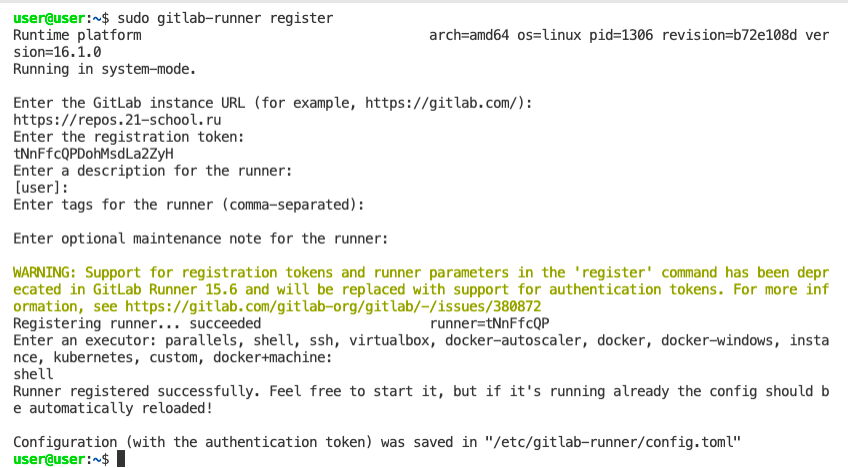 user@user:~$ sudo gitlab-runner register
Runtime platform                                    arch=amd64 os=linux pid=1306 revision=b72e108d ver
sion=16.1.0
Running in system-mode.
Enter the GitLab instance URL (for example, https://gitlab.com/):
https://repos.21-school.ru
Enter the registration token:
tNnFfcQPDohMsdLa2ZyH
Enter a description for the runner:
[user]:
Enter tags for the runner (comma-separated):
Enter optional maintenance note for the runner:
WARNING: Support for registration tokens and runner parameters in the 'register' command has been depr
ecated in GitLab Runner 15.6 and will be replaced with support for authentication tokens. For more inf
ormation, see https://gitlab.com/gitlab-org/gitlab/-/issues/380872
Registering runner... succeeded                     runner=tNnFfcQP
Enter an executor: parallels, shell, ssh, virtualbox, docker-autoscaler, docker, docker-windows, insta
nce, kubernetes, custom, docker+machine:
shell
Runner registered successfully. Feel free to start it, but if it's running already the config should b
e automatically reloaded!
Configuration (with the authentication token) was saved in "/etc/gitlab-runner/config.toml"
user@user:~$